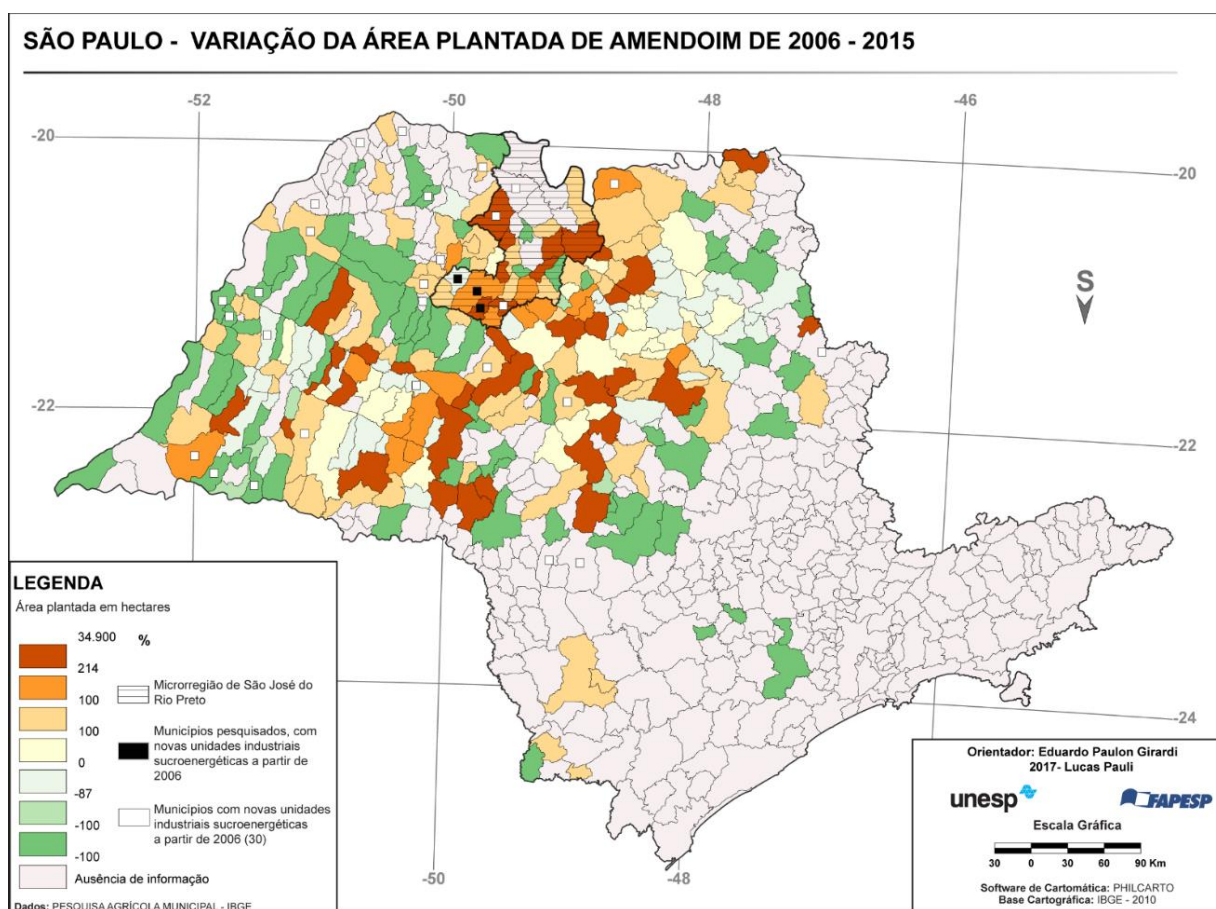 SÃO PAULO - VARIAÇÃO DA ÁREA PLANTADA DE AMENDOIM DE 2006 - 2015
-52
-50
-48
-46
-20
-20
S
-22
-22
-24
-50
-48
LEGENDA
Área plantada em hectares
34.900 %
214
100
100
0
-87
-100
-100
Ausência de informação
Microrregião de São José do
Rio Preto
Municípios pesquisados, com
novas unidades industriais
sucroenergéticas a partir de
2006
Municípios com novas unidades
industriais sucroenergéticas
a partir de 2006 (30)
Dados: PESQUISA AGRÍCOLA MUNICIPAL - IBGE
Orientador: Eduardo Paulon Girardi
2017- Lucas Pauli
unesp
FAPESP
Escala Gráfica
30 0 30 60 90 Km
Software de Cartomática: PHILCARTO
Base Cartográfica: IBGE - 2010